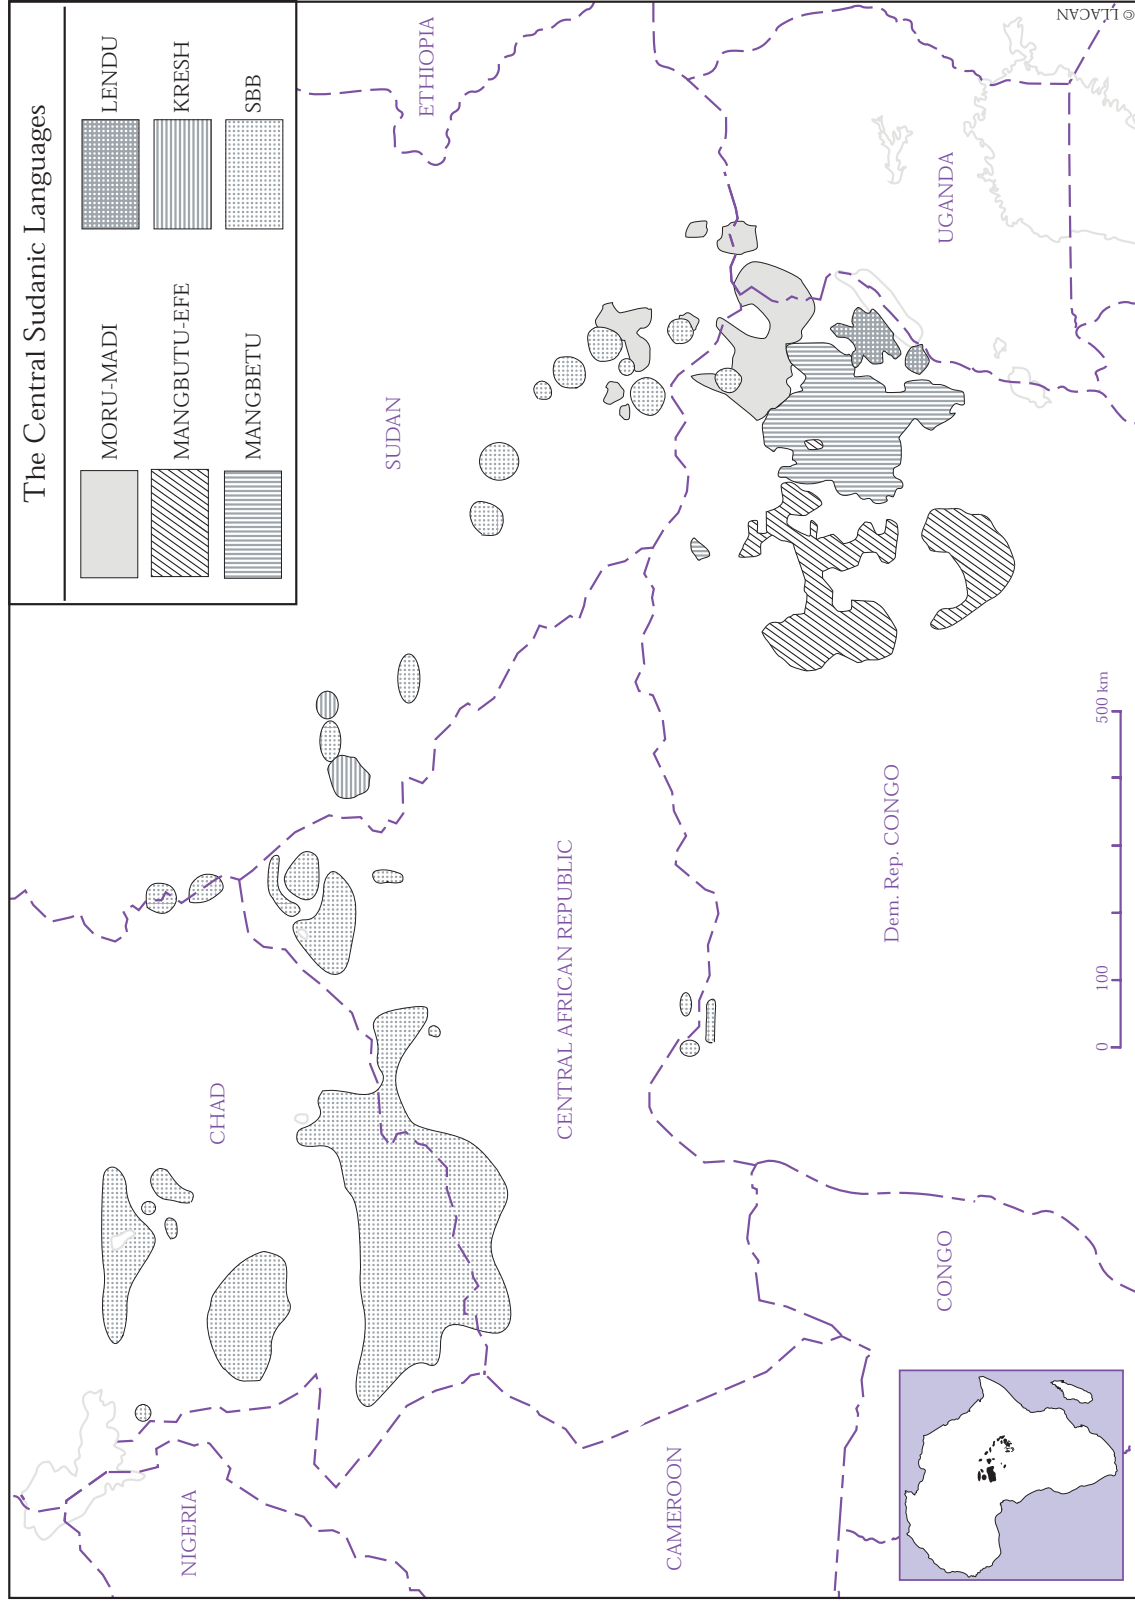 The Central Sudanic Languages
MORU-MADI
LENDU
MANGBUTU-EFE
KRESH
MANGBETU
SBB
NIGERIA
CHAD
SUDAN
ETHIOPIA
CENTRAL AFRICAN REPUBLIC
CAMEROON
Dem. Rep. CONGO
CONGO
UGANDA
0
100
500 km
© LLACAN